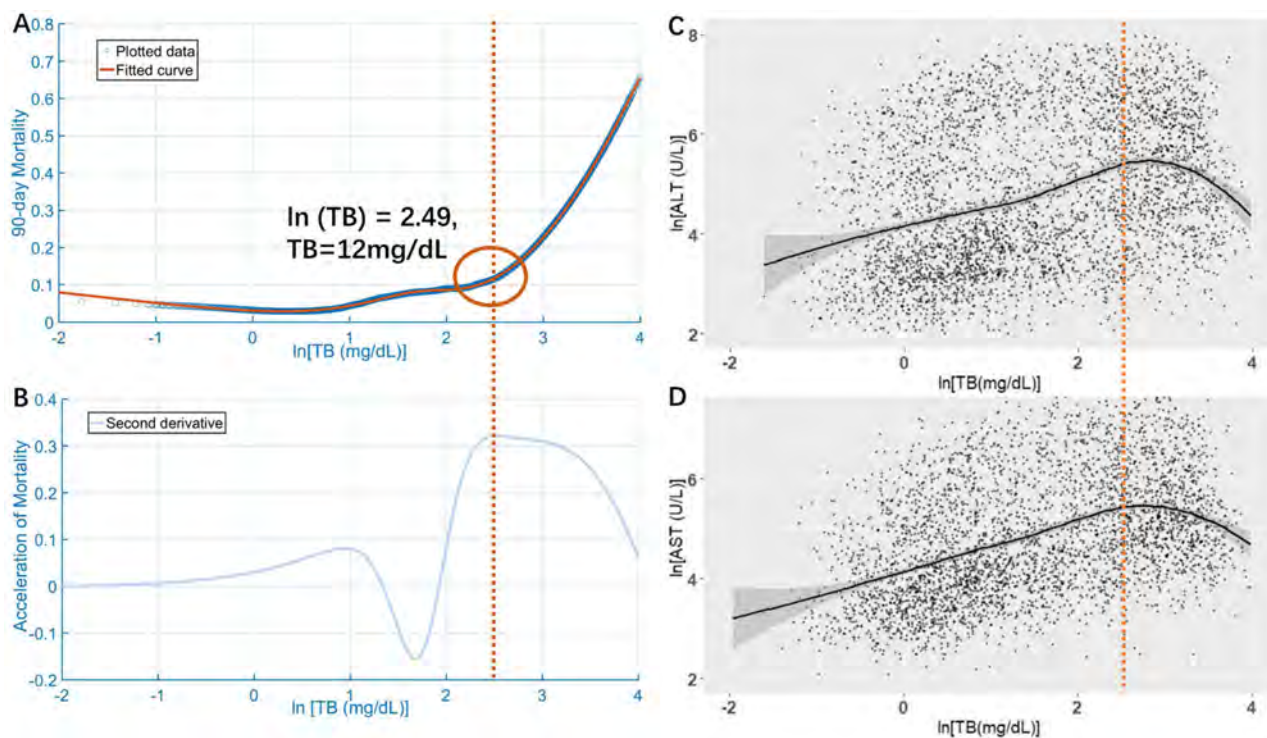 A
0.8
0.7
0.6
0.5
0.4
0.3
0.2
0.1
0
90-day Mortality
Plotted data
Fitted curve
ln (TB) = 2.49,
TB=12mg/dL
-2 -1 0 1 2 3 4
ln[TB (mg/dL)]
B
0.4
0.3
0.2
0.1
0
-0.1
-0.2
Acceleration of Mortality
Second derivative
-2 -1 0 1 2 3 4
ln [TB (mg/dL)]
C
8
6
4
2
ln[ALT (U/L)]
-2 0 2 4
ln[TB(mg/dL)]
D
6
4
2
ln[AST (U/L)]
-2 0 2 4
ln[TB(mg/dL)]